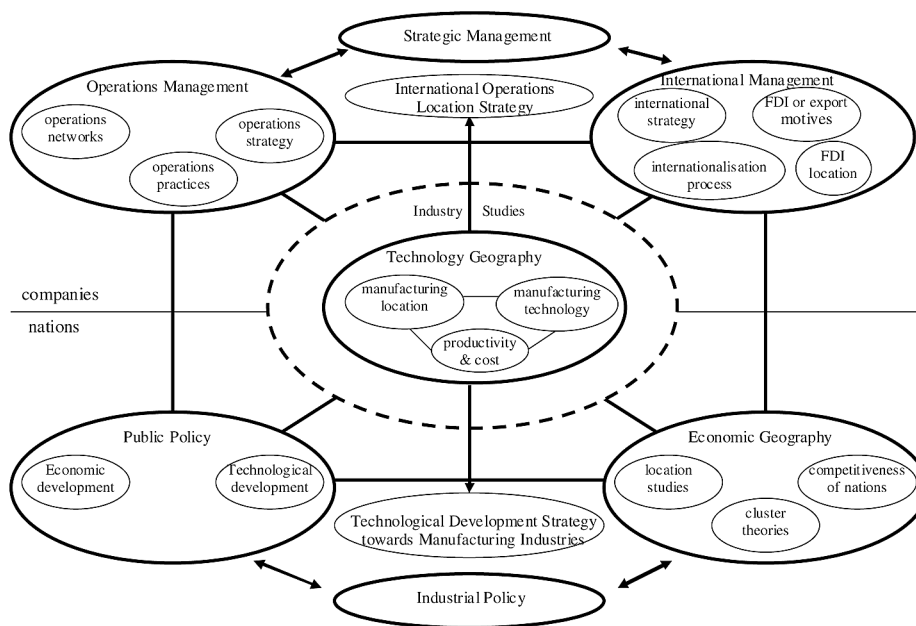 Strategic Management
Operations Management
operations
networks
operations
strategy
operations
practices
International Operations
Location Strategy
International Management
international
strategy
FDI or export
motives
internationalisation
process
FDI
location
Industry Studies
Technology Geography
manufacturing
location
manufacturing
technology
productivity
& cost
companies
nations
Public Policy
Economic
development
Technological
development
Economic Geography
location
studies
competitiveness
of nations
cluster
theories
Technological Development Strategy
towards Manufacturing Industries
Industrial Policy